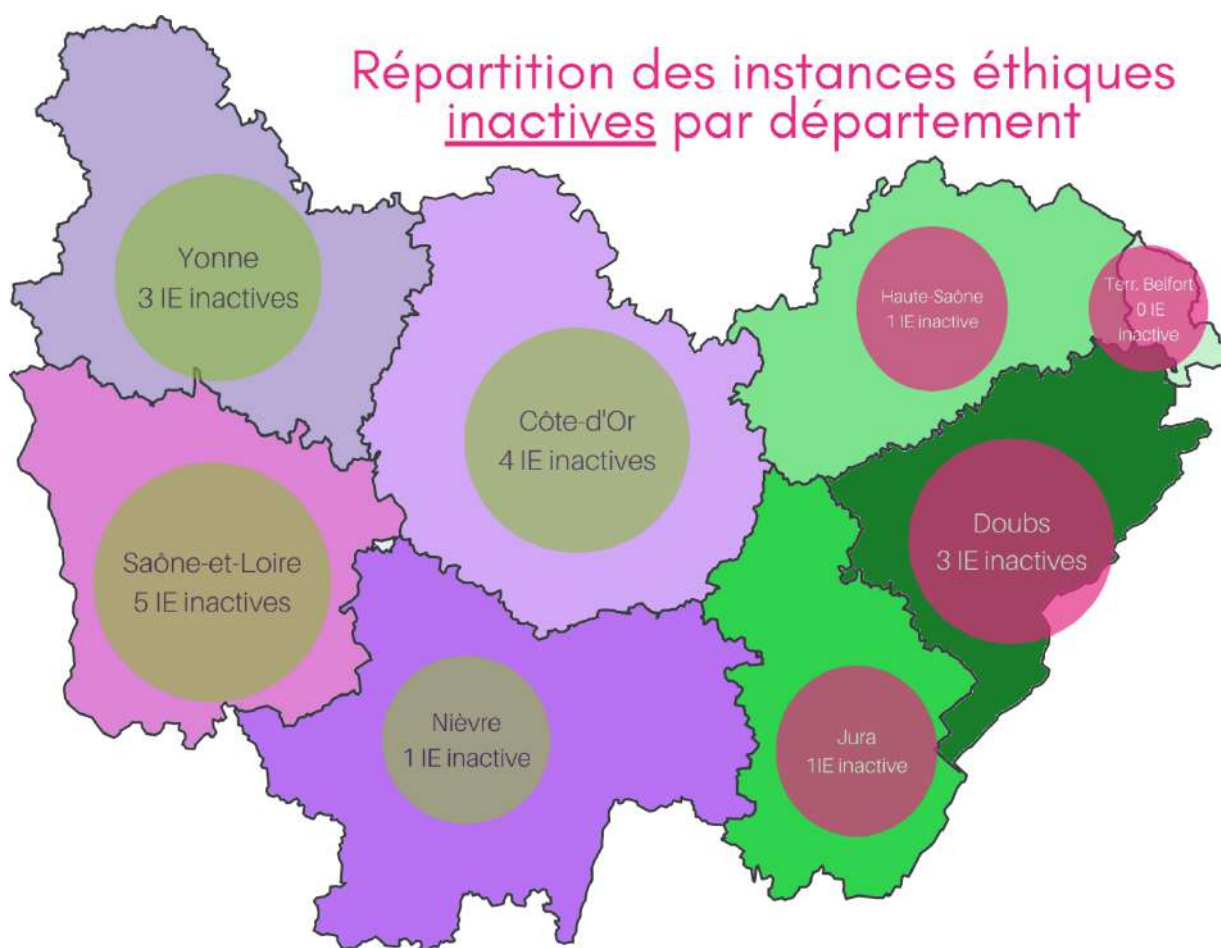 Répartition des instances éthiques
inactives par département
Yonne
3 IE inactives
Haute-Saône
1 IE inactive
Terr. Belfort
0 IE
inactive
Côte-d'Or
4 IE inactives
Doubs
3 IE inactives
Saône-et-Loire
5 IE inactives
Nièvre
1 IE inactive
Jura
1IE inactive